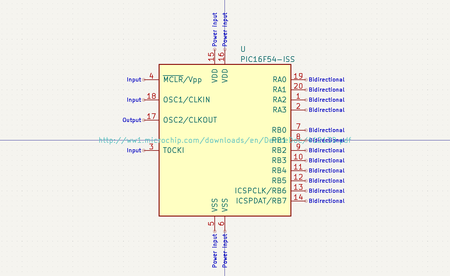 Power Input
Power Input
15
16
U
PIC16F54-ISS
VDD
VDD
Input 4 MCLR/Vpp
Input 18 OSC1/CLKIN
Output 17 OSC2/CLKOUT
Input 3 T0CKI
RA0 19 Bidirectional
RA1 20 Bidirectional
RA2 1 Bidirectional
RA3 2 Bidirectional
RB0 7 Bidirectional
RB1 8 Bidirectional
RB2 9 Bidirectional
RB3 10 Bidirectional
RB4 11 Bidirectional
RB5 12 Bidirectional
ICSPCLK/RB6 13 Bidirectional
ICSPDAT/RB7 14 Bidirectional
http://ww1.microchip.com/downloads/en/De
VSS
VSS
5
6
Power Input
Power Input